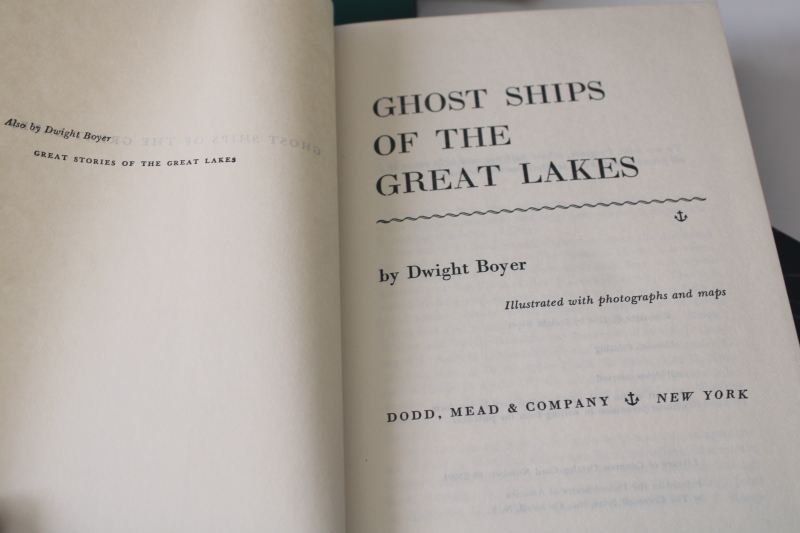 Also by Dwight Boyer
GREAT STORIES OF THE GREAT LAKES
GHOST SHIPS
OF THE
GREAT LAKES
by Dwight Boyer
Illustrated with photographs and maps
DODD, MEAD & COMPANY ⚓ NEW YORK